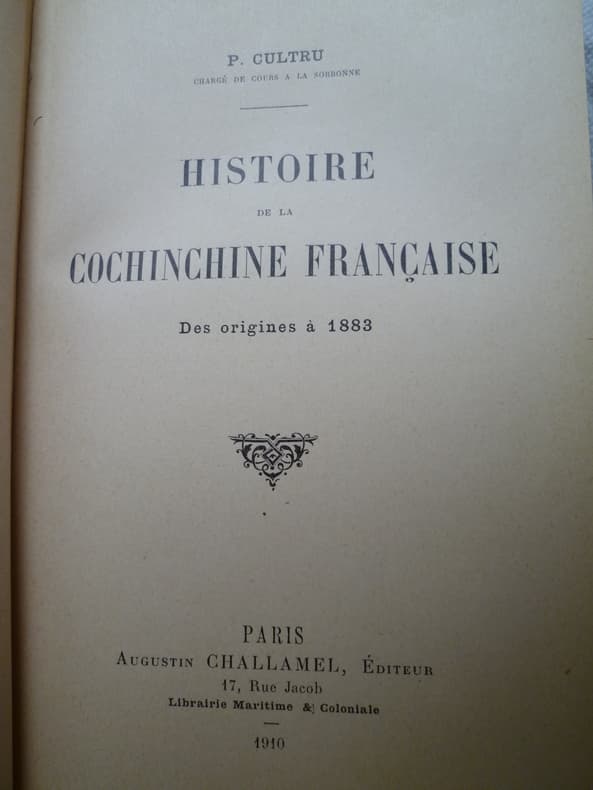 P. CULTRU
CHARGÉ DE COURS A LA SORBONNE
HISTOIRE
DE LA
COCHINCHINE FRANÇAISE
Des origines à 1883
PARIS
AUGUSTIN CHALLAMEL, ÉDITEUR
17, Rue Jacob
Librairie Maritime & Coloniale
1910